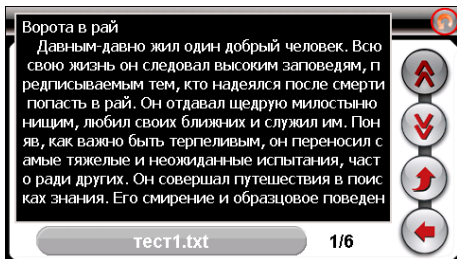 Ворота в рай
Давным-давно жил один добрый человек. Всю
свою жизнь он следовал высоким заповедям, п
редписываемым тем, кто надеялся после смерти
попасть в рай. Он отдавал щедрую милостыню
нищим, любил своих ближних и служил им. Пон
яв, как важно быть терпеливым, он переносил с
амые тяжелые и неожиданные испытания, част
о ради других. Он совершал путешествия в поис
ках знания. Его смирение и образцовое поведен
тест1.txt 1/6